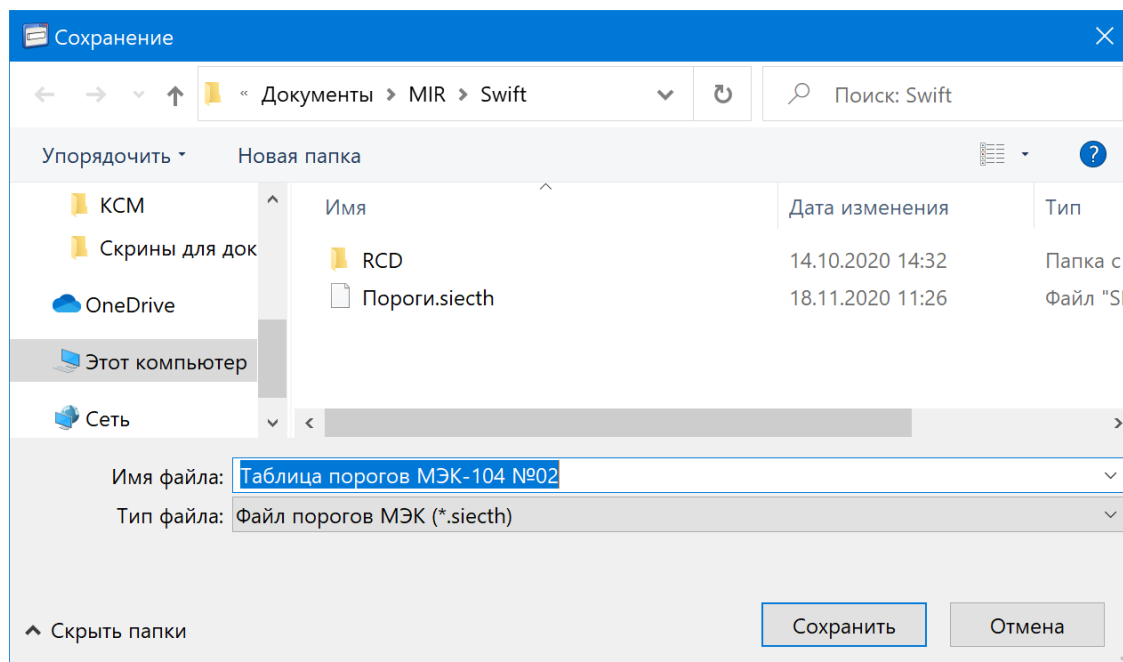 Сохранение
« Документы > MIR > Swift
Поиск: Swift
Упорядочить
Новая папка
КСМ
Скрины для док
OneDrive
Этот компьютер
Сеть
Имя
Дата изменения
Тип
RCD
14.10.2020 14:32
Папка с
Пороги.siecth
18.11.2020 11:26
Файл "SI
Имя файла: Таблица порогов МЭК-104 №02
Тип файла: Файл порогов МЭК (*.siecth)
Скрыть папки
Сохранить
Отмена